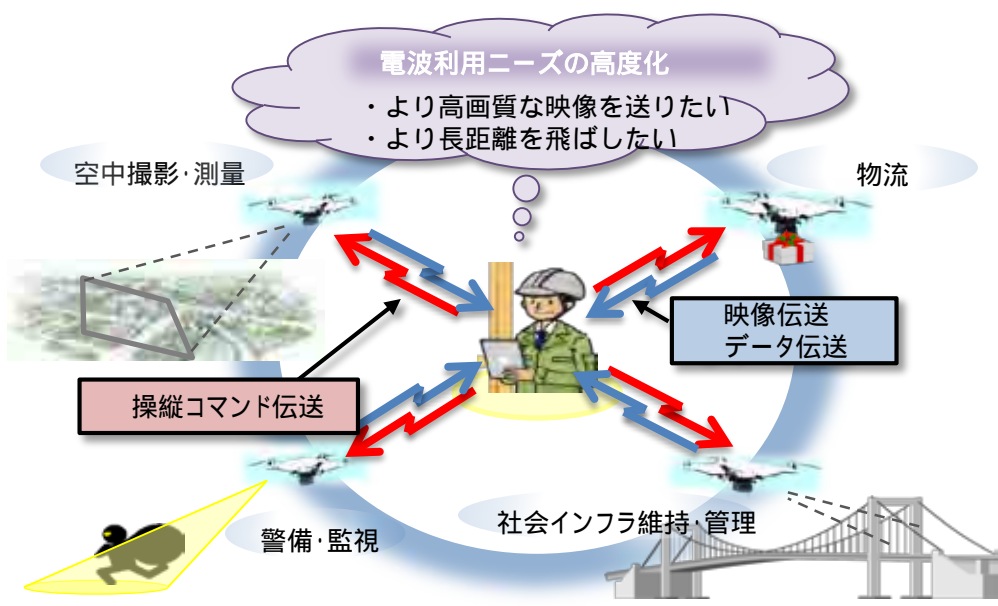 電波利用ニーズの高度化
・より高画質な映像を送りたい
・より長距離を飛ばしたい
空中撮影・測量
物流
映像伝送
データ伝送
操縦コマンド伝送
社会インフラ維持・管理
警備・監視